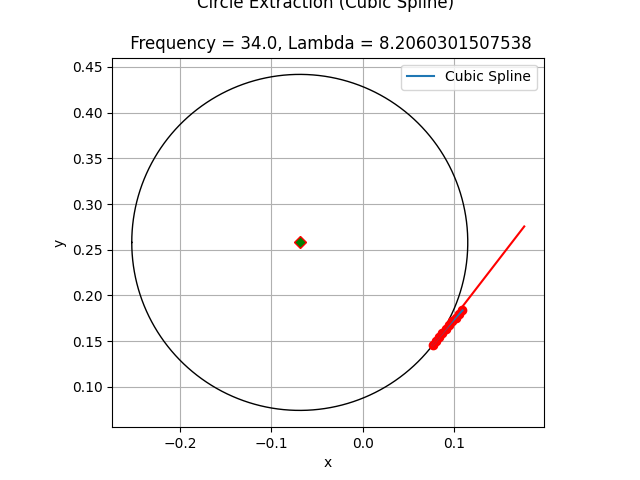 Circle Extraction (Cubic Spline)
Frequency = 34.0, Lambda = 8.2060301507538
Cubic Spline
0.45
0.40
0.35
0.30
0.25
0.20
0.15
0.10
y
−0.2 −0.1 0.0 0.1
x